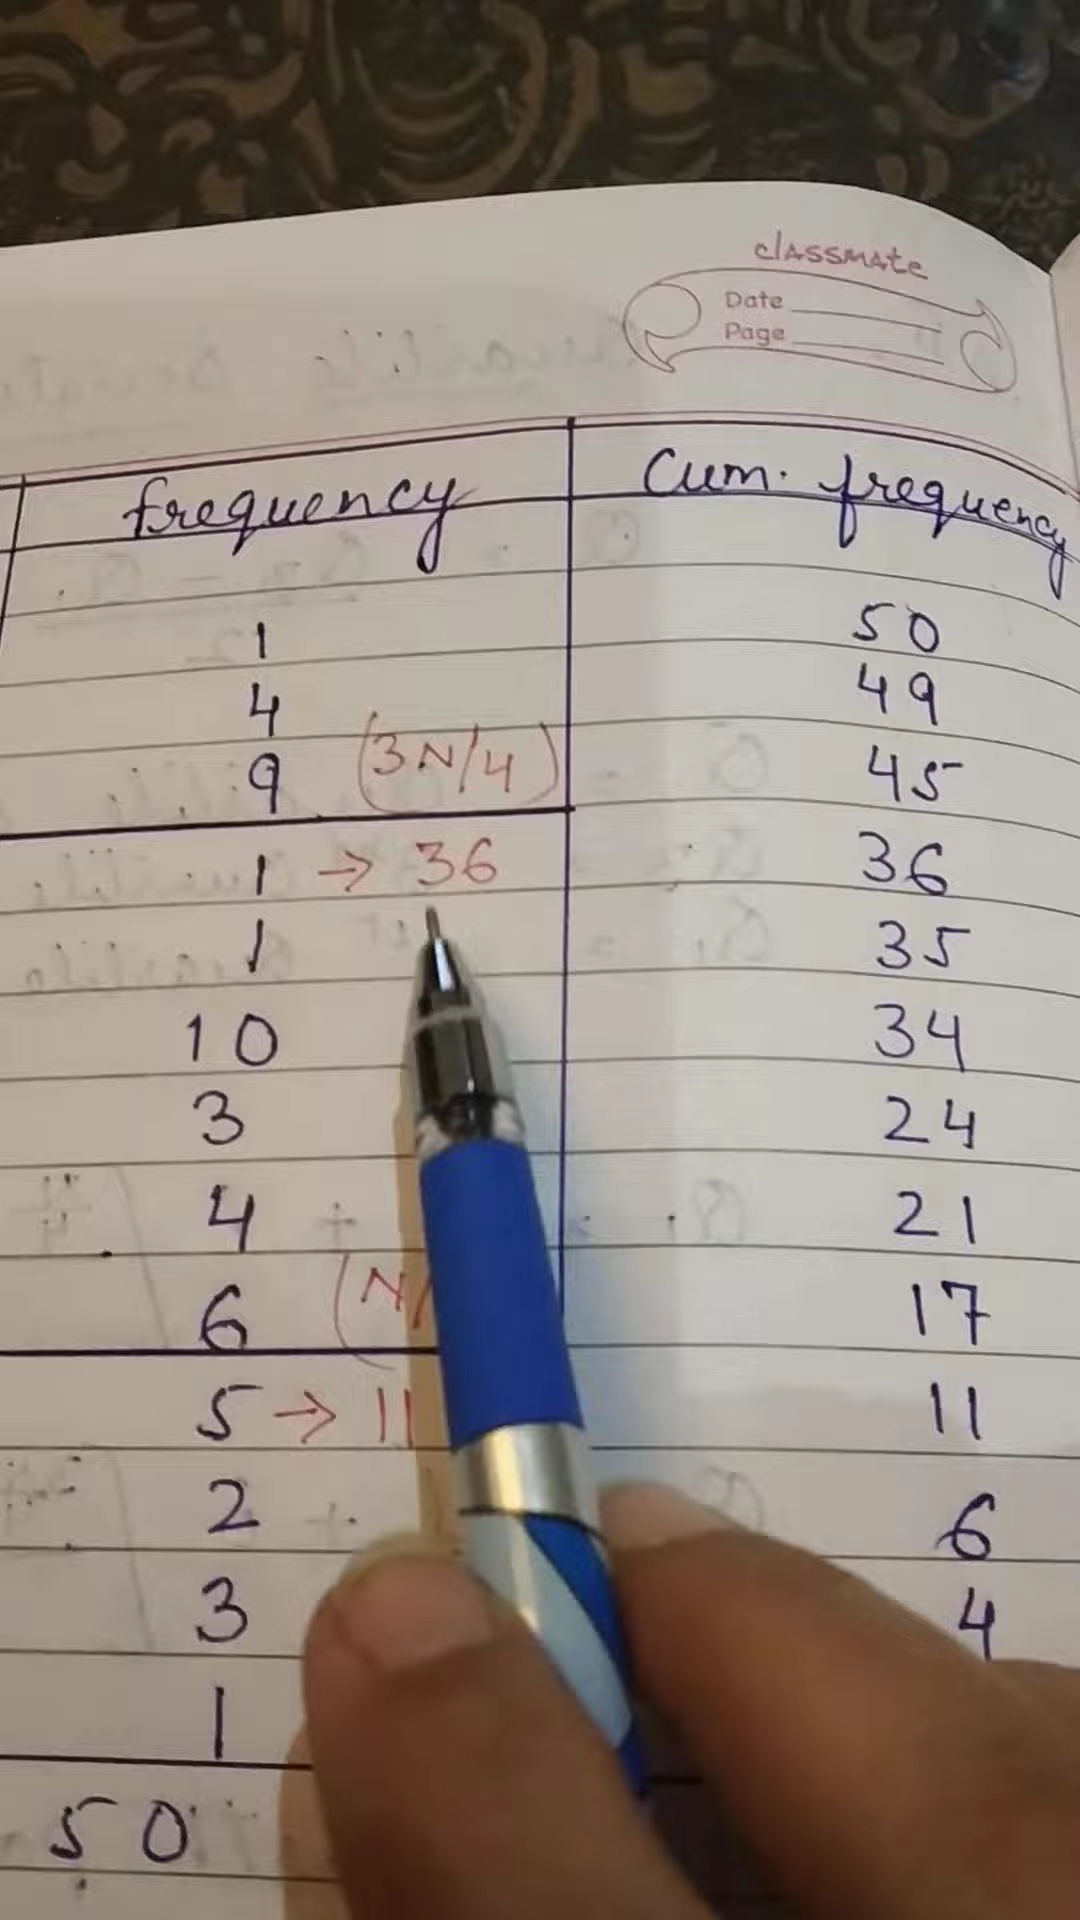 classmate
Date
Page
frequency Cum. frequency
1 50
4 49
9 (3N/4) 45
1 → 36 36
1 35
10 34
3 24
4 21
6 (N/ 17
5 → 11 11
2 6
3 4
1
50